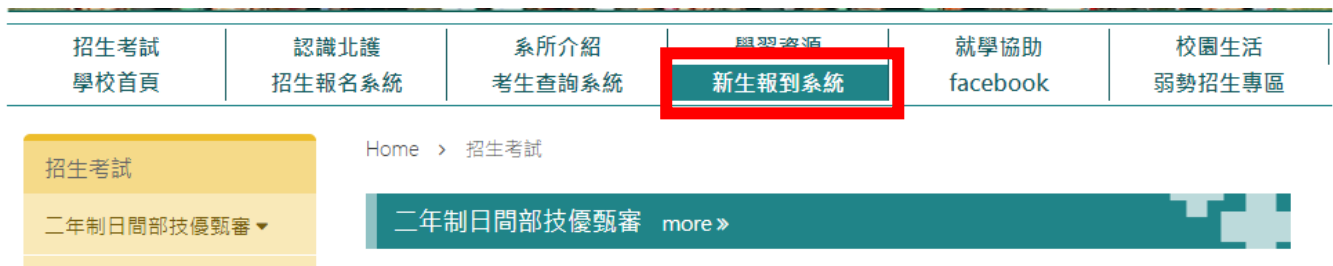 招生考試 認識北護 系所介紹 學習資源 就學協助 校園生活
學校首頁 招生報名系統 考生查詢系統 新生報到系統 facebook 弱勢招生專區
Home > 招生考試
招生考試
二年制日間部技優甄審 more »
二年制日間部技優甄審▼